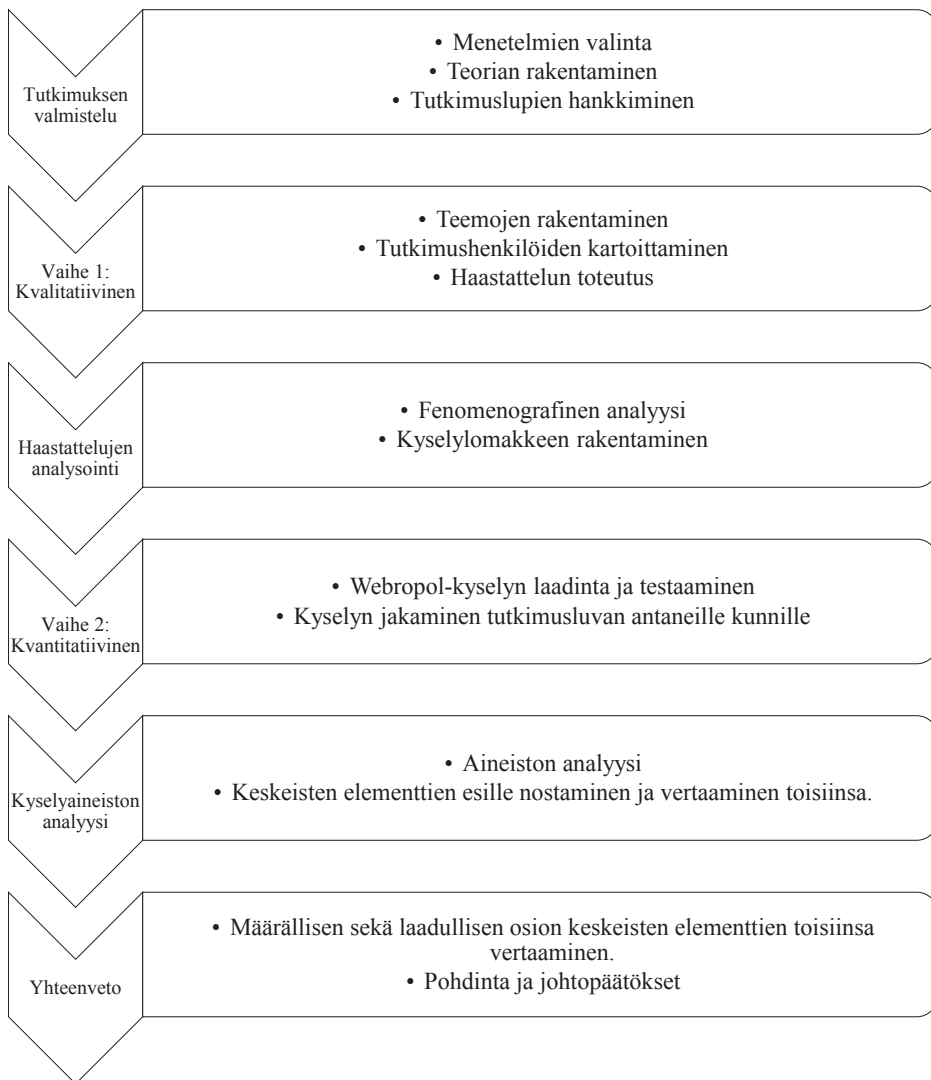 Tutkimuksen
valmistelu
• Menetelmien valinta
• Teorian rakentaminen
• Tutkimuslupien hankkiminen
Vaihe 1:
Kvalitatiivinen
• Teemojen rakentaminen
• Tutkimushenkilöiden kartoittaminen
• Haastattelun toteutus
Haastattelujen
analysointi
• Fenomenografinen analyysi
• Kyselylomakkeen rakentaminen
Vaihe 2:
Kvantitatiivinen
• Webropol-kyselyn laadinta ja testaaminen
• Kyselyn jakaminen tutkimusluvan antaneille kunnille
Kyselyaineiston
analyysi
• Aineiston analyysi
• Keskeisten elementtien esille nostaminen ja vertaaminen toisiinsa.
Yhteenveto
• Määrällisen sekä laadullisen osion keskeisten elementtien toisiinsa
vertaaminen.
• Pohdinta ja johtopäätökset